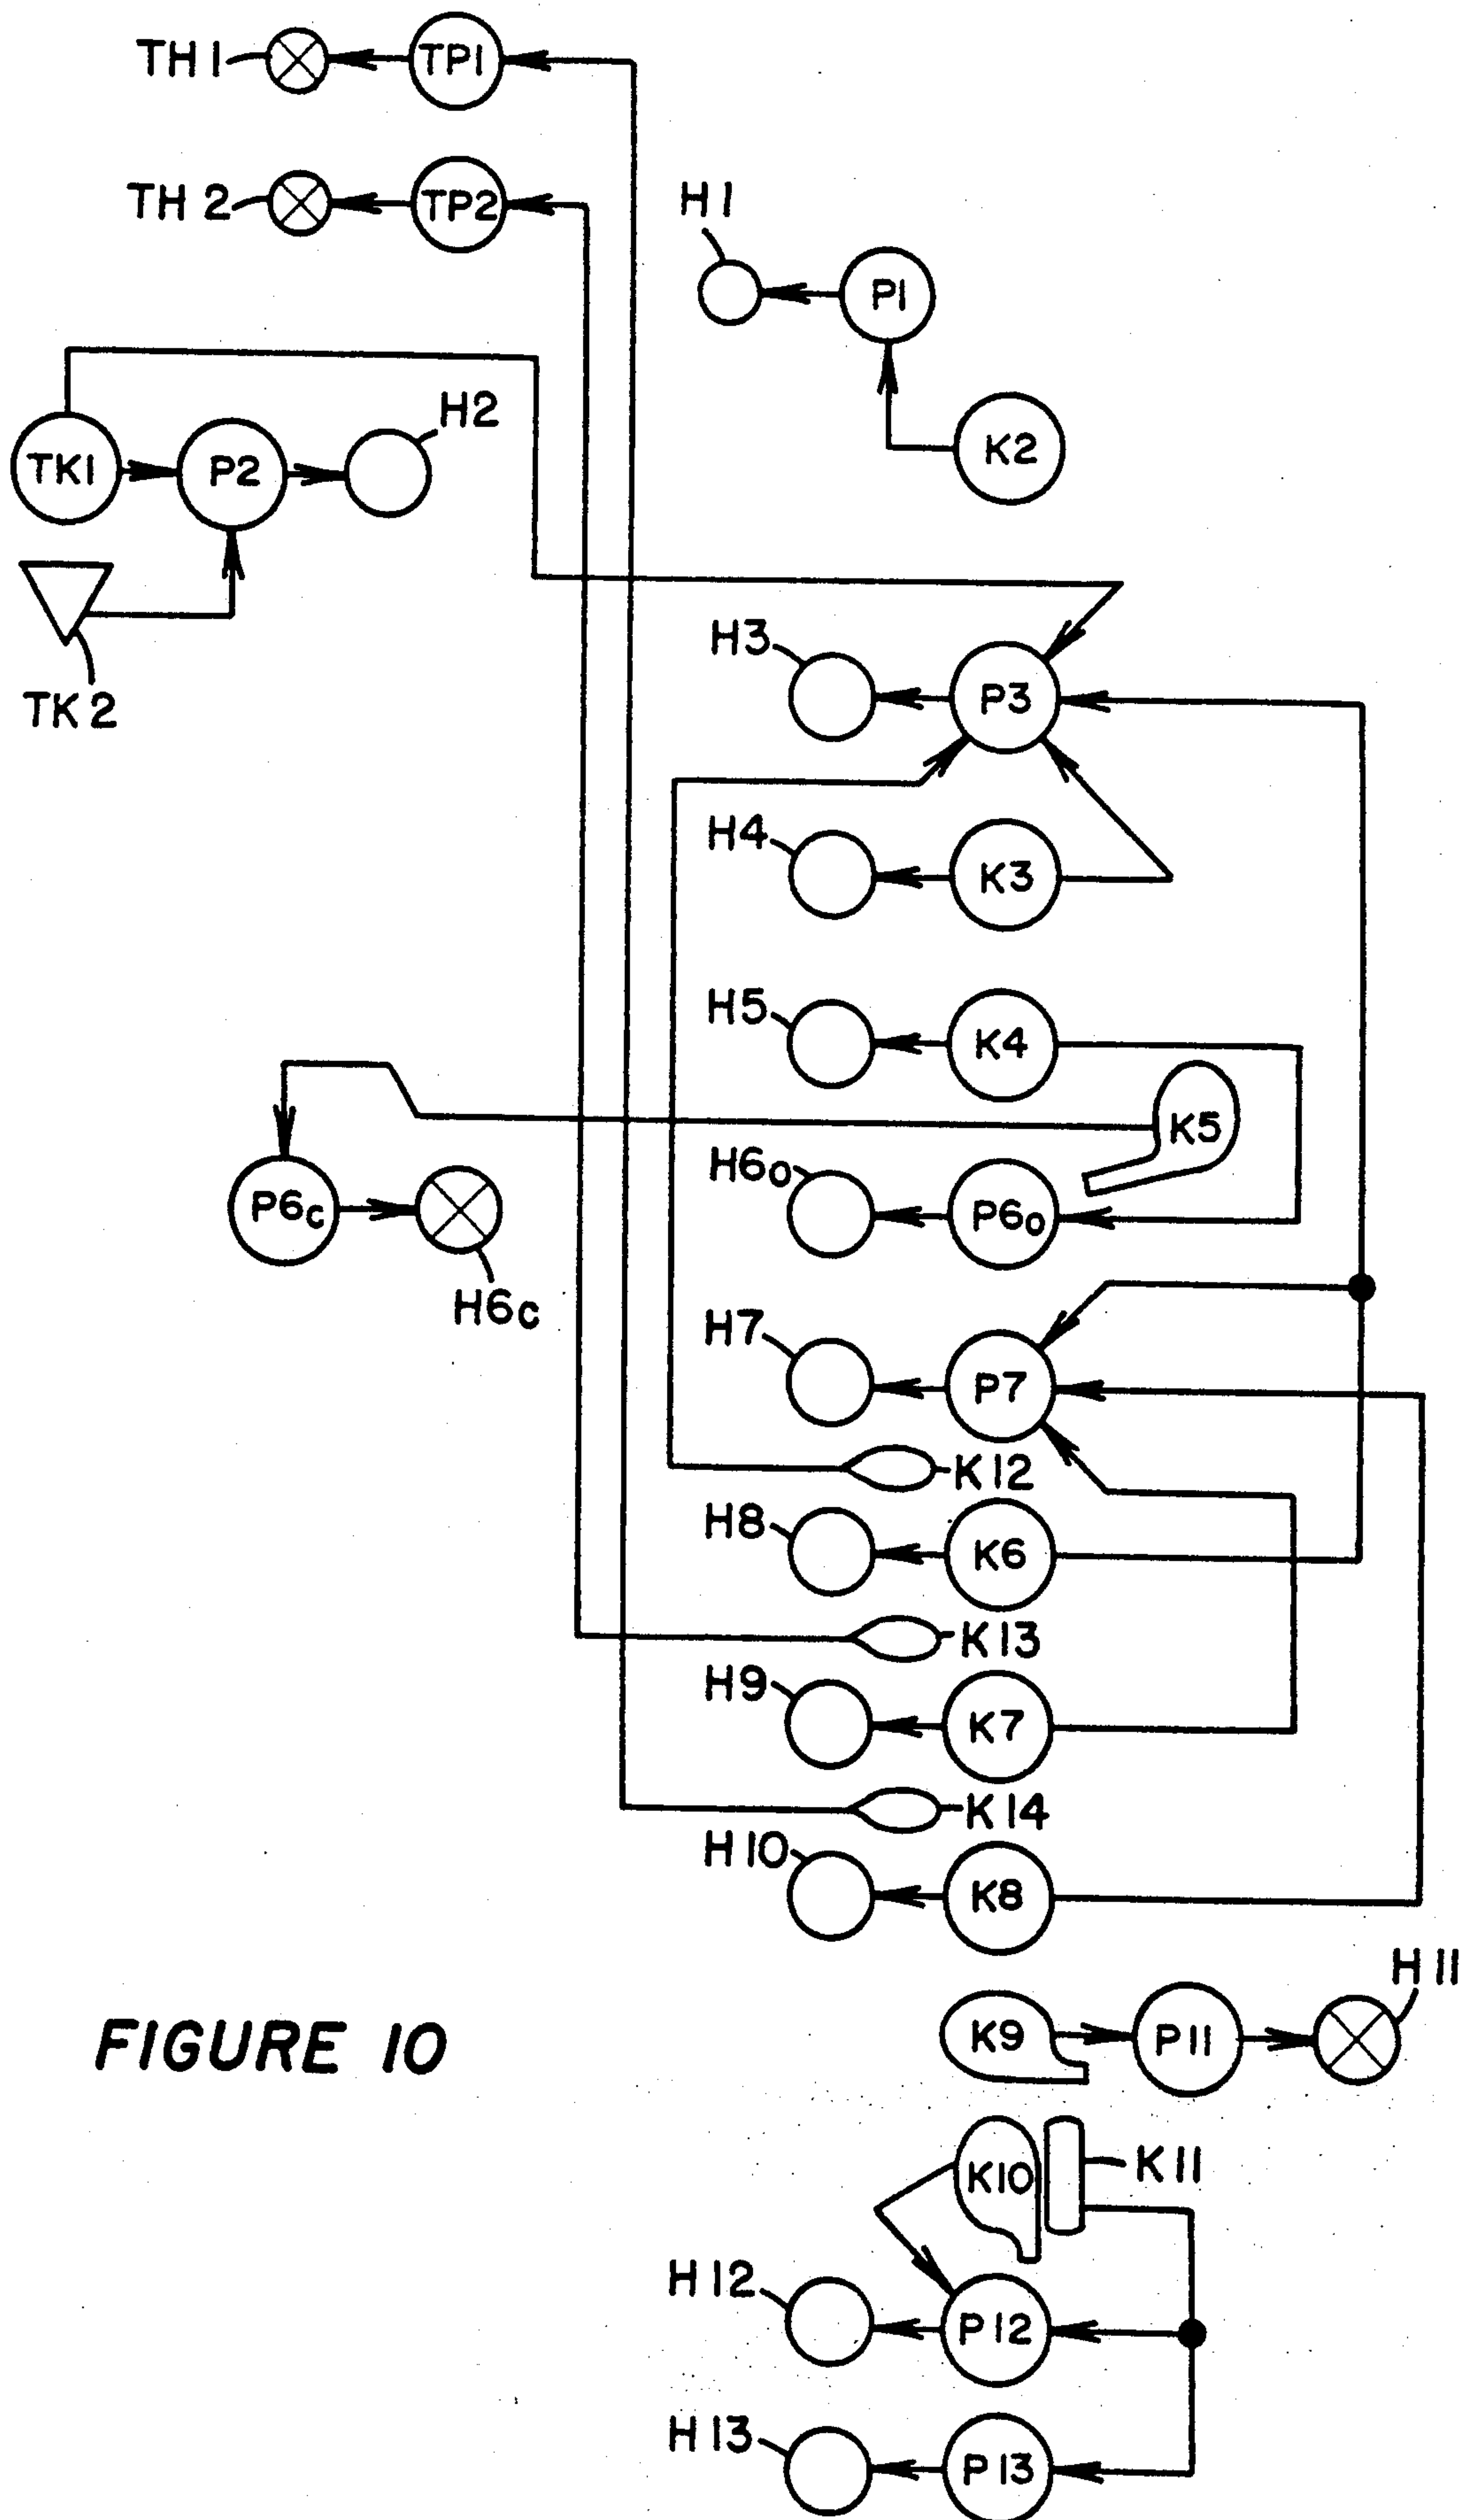 TH1
TP1
TH2
TP2
H1
P1
K2
H2
TK1
P2
TK2
H3
P3
H4
K3
H5
K4
K5
H6o
P6o
P6c
H6c
H7
P7
K12
H8
K6
K13
H9
K7
K14
H10
K8
H11
K9
P11
FIGURE 10
K10
K11
H12
P12
H13
P13